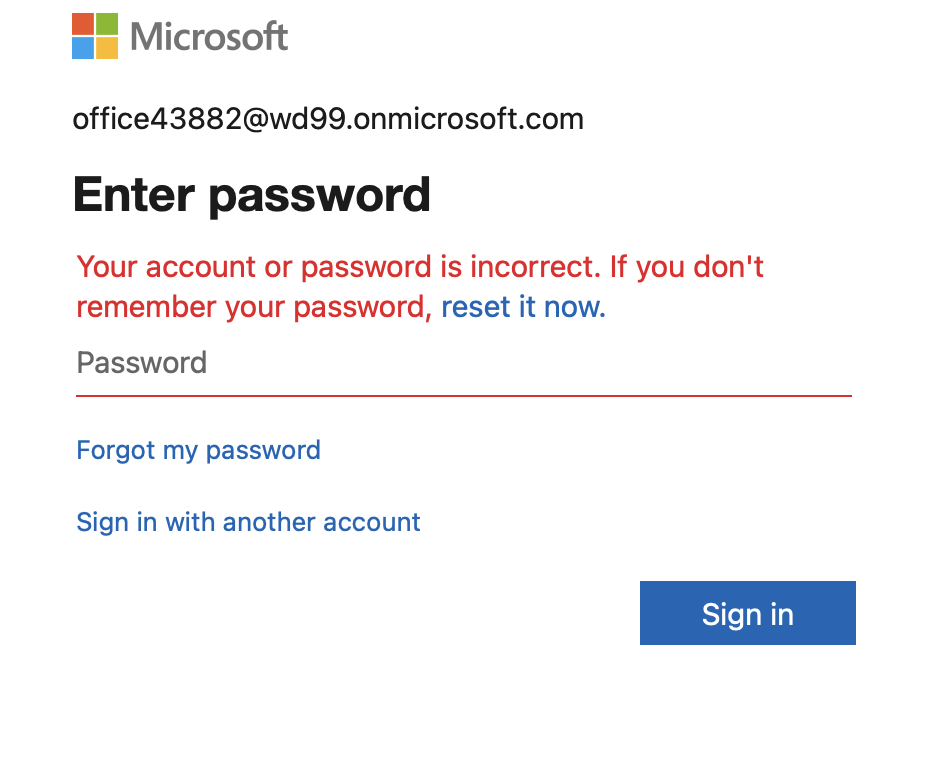 Microsoft
office43882@wd99.onmicrosoft.com
Enter password
Your account or password is incorrect. If you don't
remember your password, reset it now.
Password
Forgot my password
Sign in with another account
Sign in